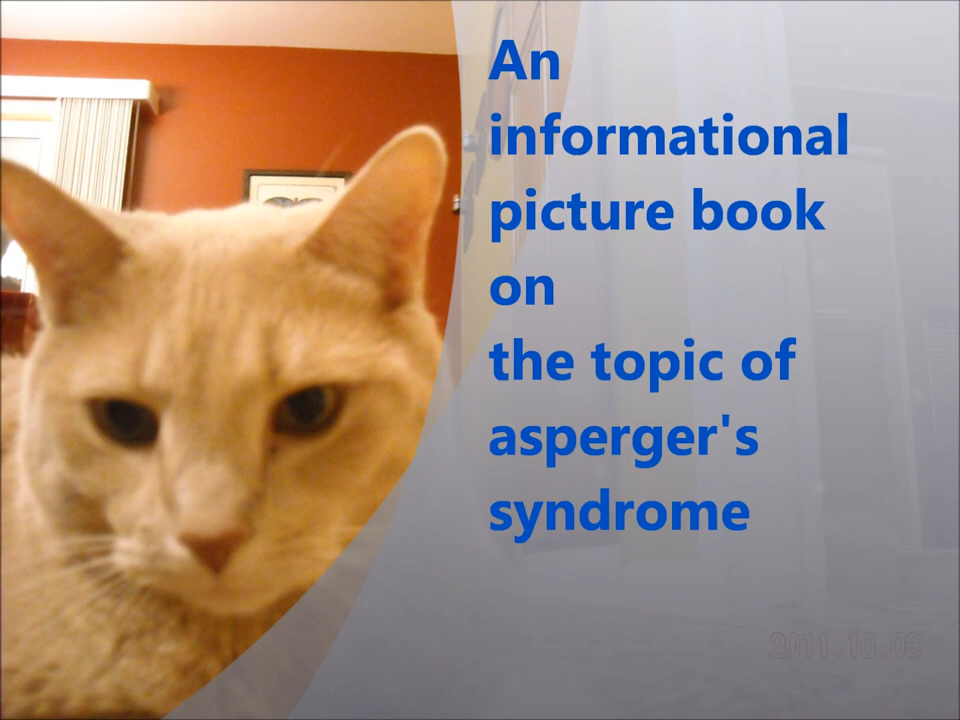 An
informational
picture book
on
the topic of
asperger's
syndrome
2011.10.03